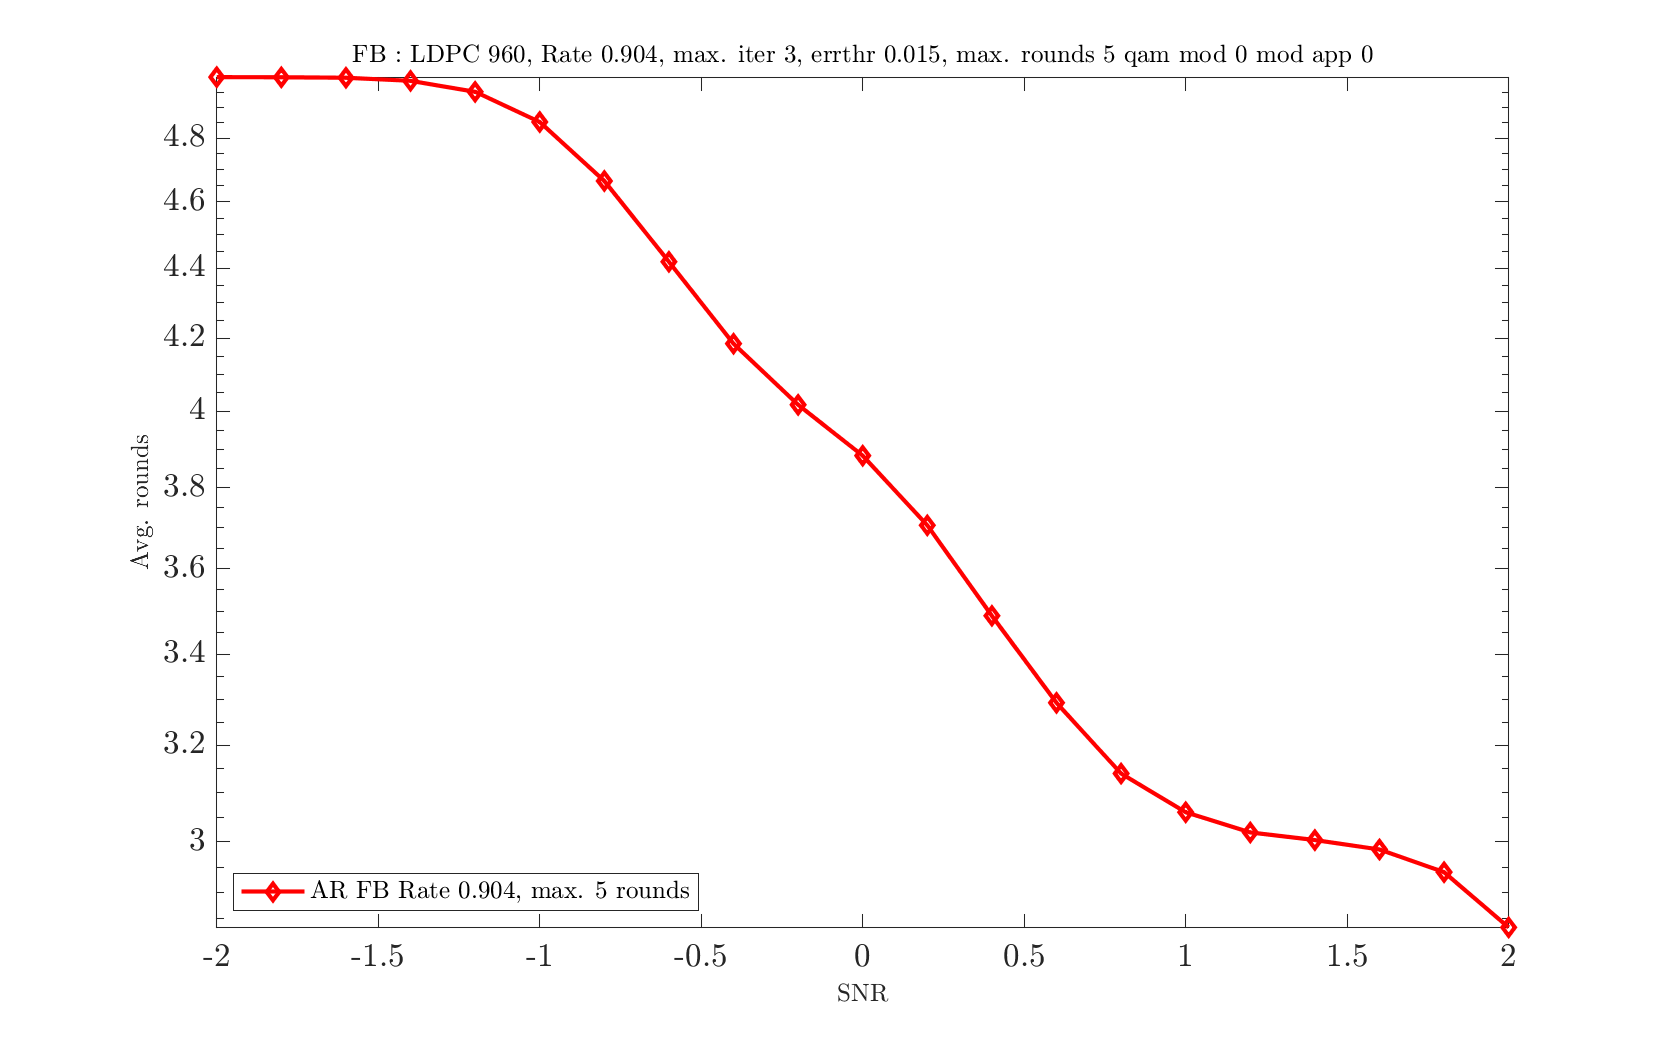 FB : LDPC 960, Rate 0.904, max. iter 3, errthr 0.015, max. rounds 5 qam mod 0 mod app 0
4.8
4.6
4.4
4.2
4
3.8
3.6
3.4
3.2
3
Avg. rounds
AR FB Rate 0.904, max. 5 rounds
-2 -1.5 -1 -0.5 0 0.5 1 1.5 2
SNR